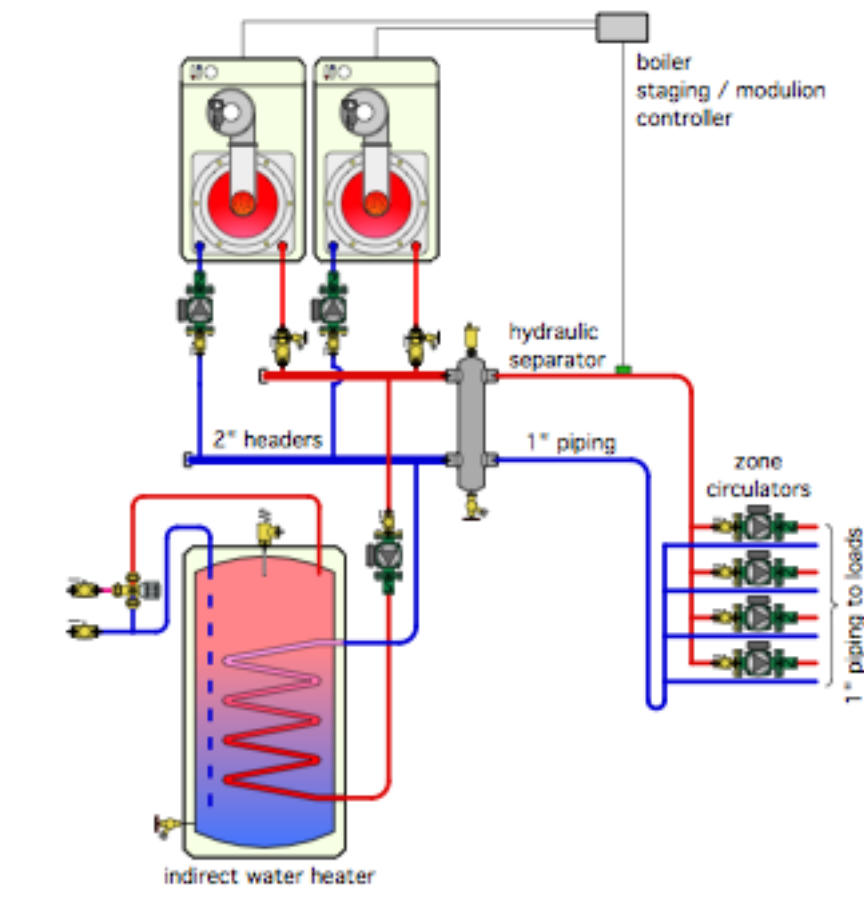 boiler
staging / modulion
controller
hydraulic
separator
2" headers
1" piping
zone
circulators
1" piping to loads
indirect water heater